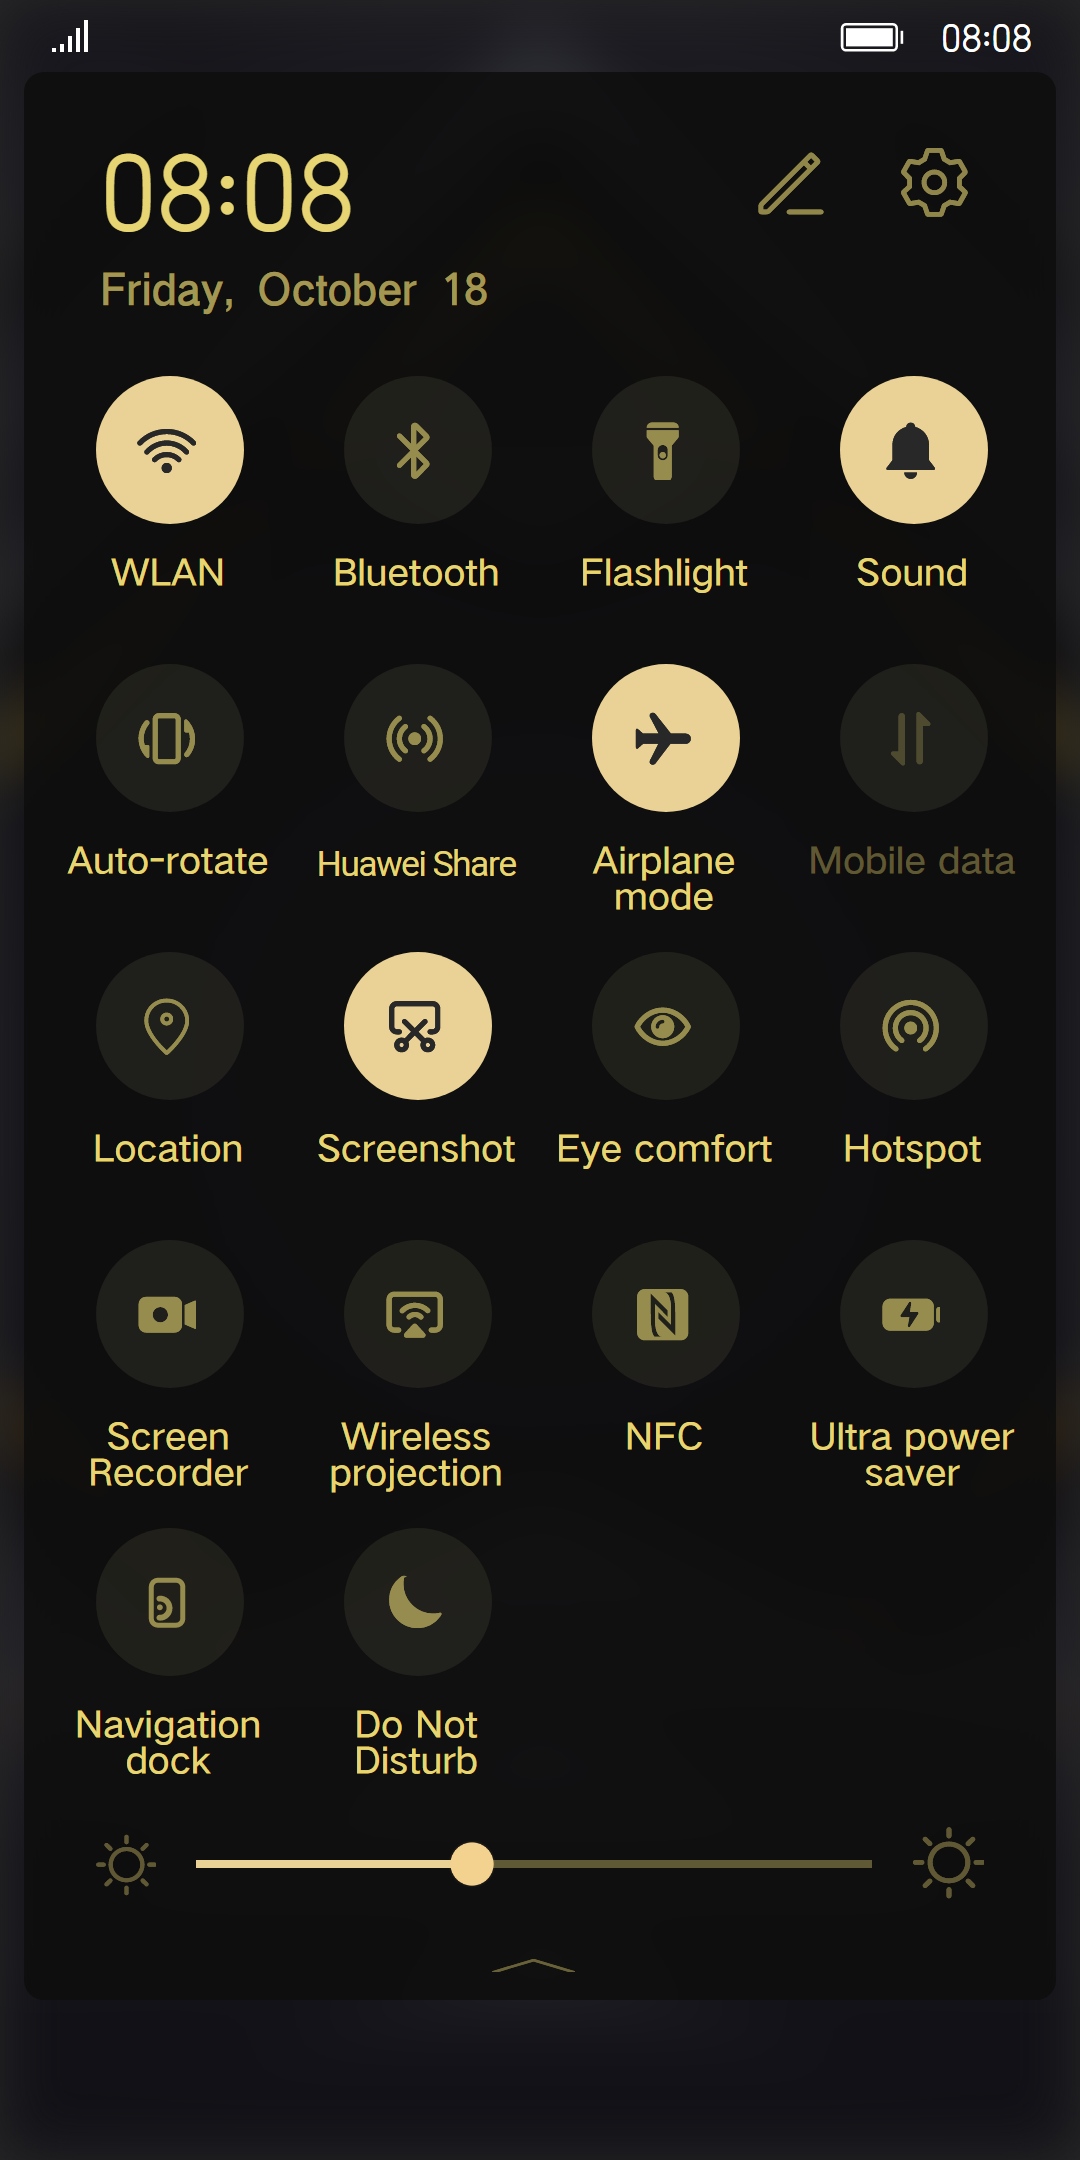 08:08
08:08
Friday, October 18
WLAN
Bluetooth
Flashlight
Sound
Auto-rotate
Huawei Share
Airplane
mode
Mobile data
Location
Screenshot
Eye comfort
Hotspot
Screen
Recorder
Wireless
projection
NFC
Ultra power
saver
Navigation
dock
Do Not
Disturb